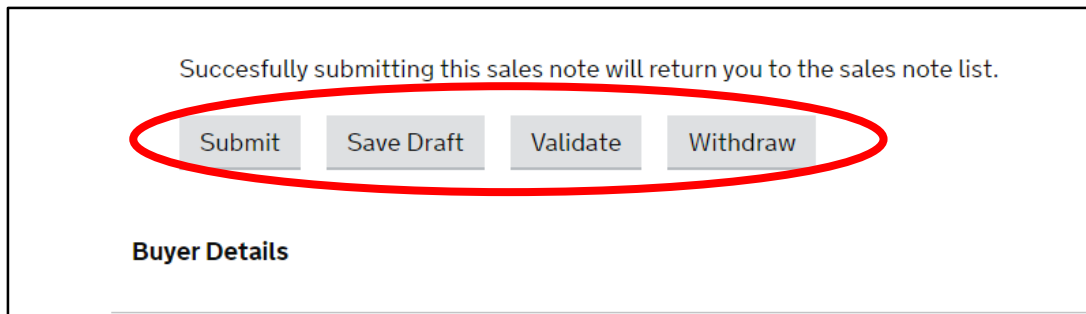 Succesfully submitting this sales note will return you to the sales note list.
Submit Save Draft Validate Withdraw
Buyer Details